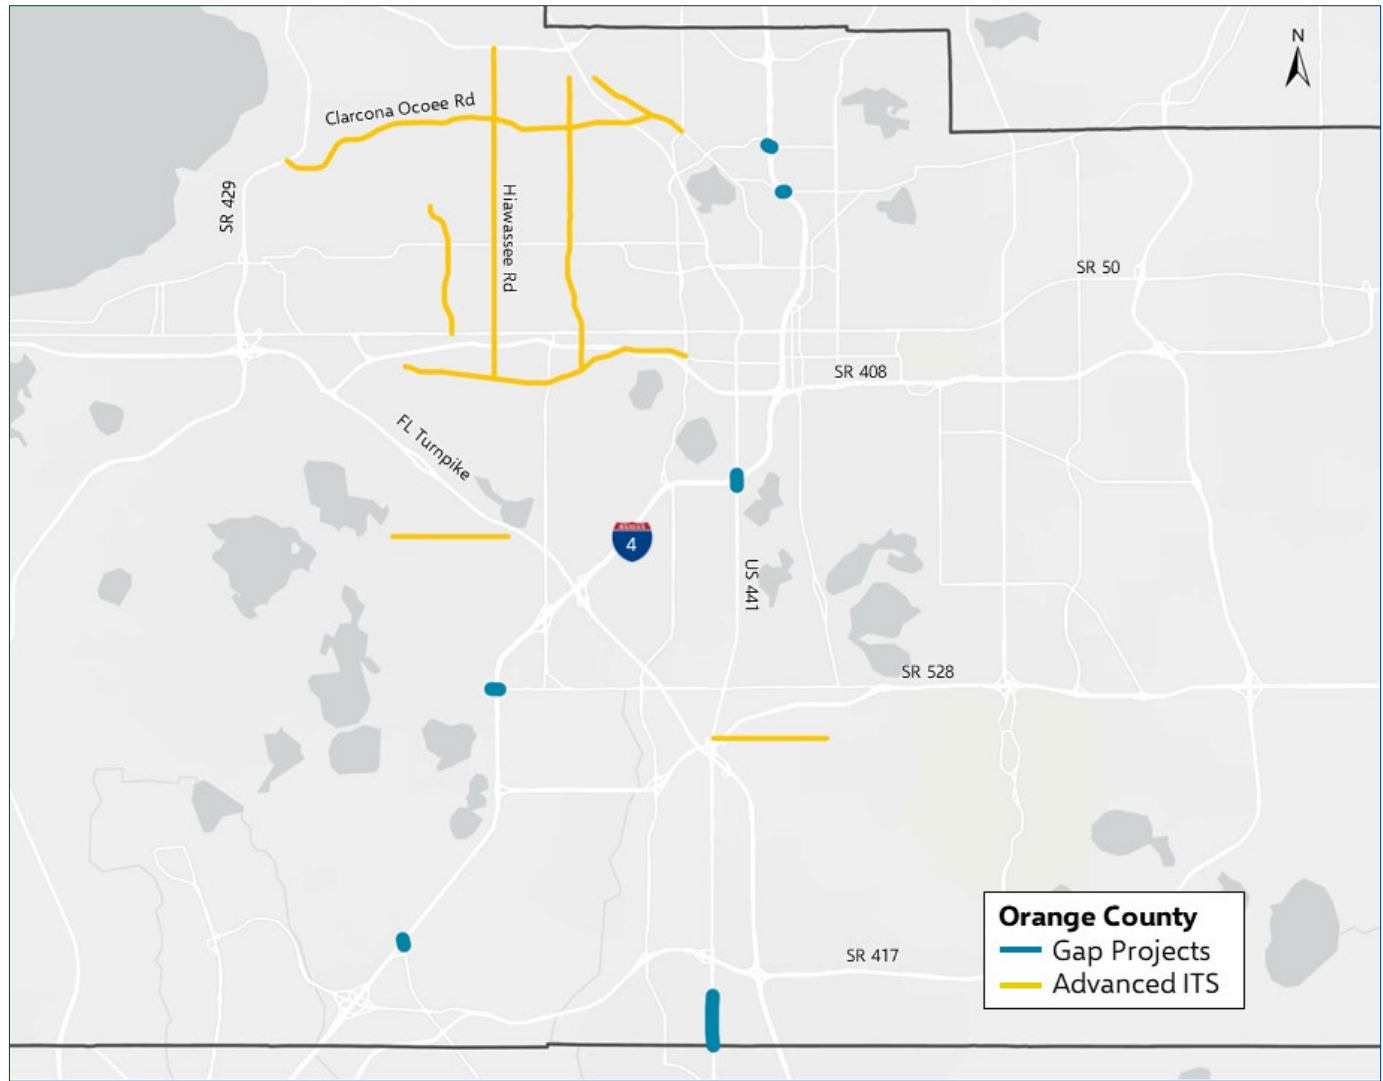 N
Clarcona Ocoee Rd
SR 429
Hiawassee Rd
SR 50
SR 408
FL Turnpike
4
US 441
SR 528
Orange County
Gap Projects
Advanced ITS
SR 417